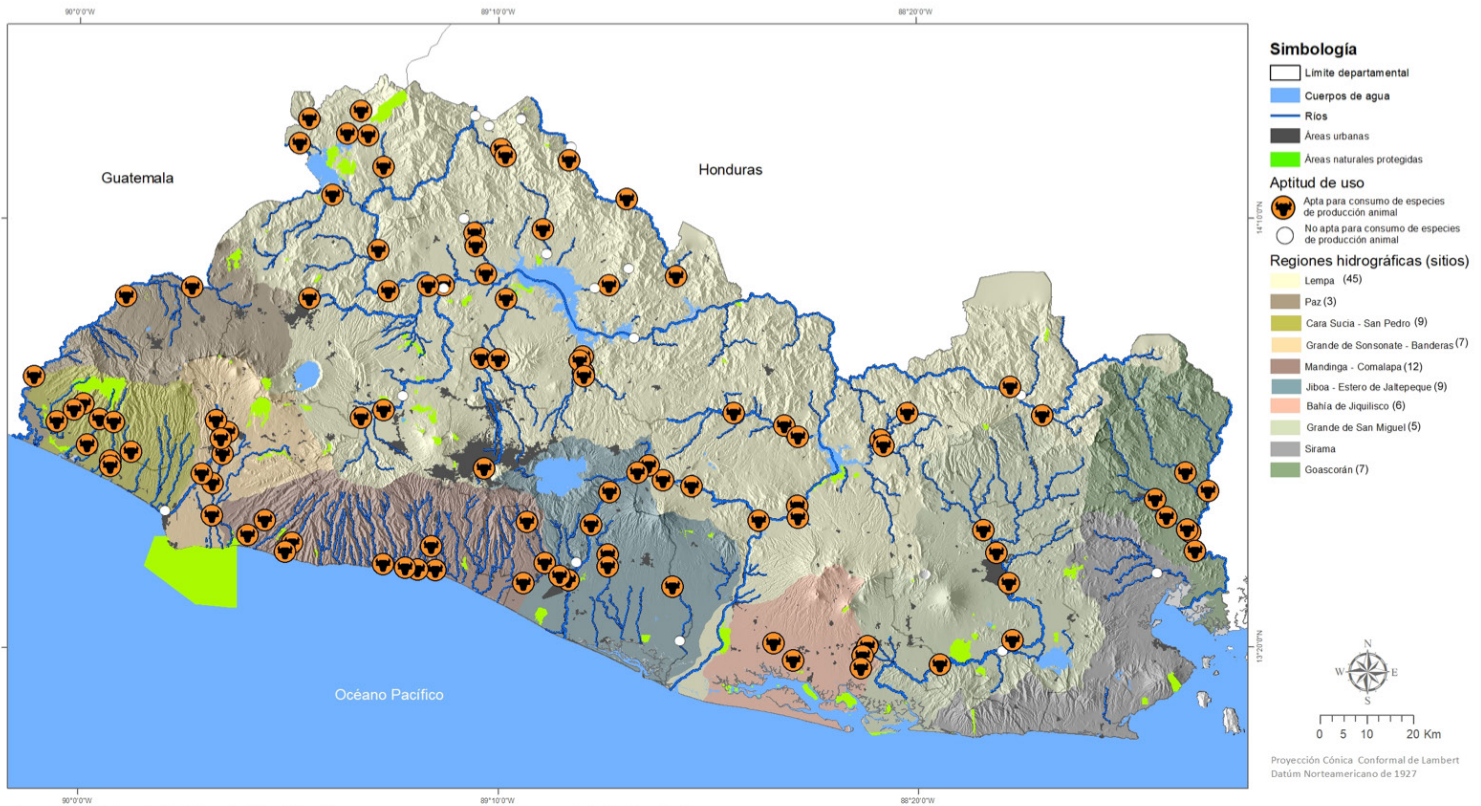 90°0'0"W
89°10'0"W
88°20'0"W
Guatemala
Honduras
Océano Pacífico
14°10'0"N
13°20'0"N
90°0'0"W
89°10'0"W
88°20'0"W
Simbología
Límite departamental
Cuerpos de agua
Ríos
Áreas urbanas
Áreas naturales protegidas
Aptitud de uso
Apta para consumo de especies
de producción animal
No apta para consumo de especies
de producción animal
Regiones hidrográficas (sitios)
Lempa (45)
Paz (3)
Cara Sucia - San Pedro (9)
Grande de Sonsonate - Banderas (7)
Mandinga - Comalapa (12)
Jiboa - Estero de Jaltepeque (9)
Bahía de Jiquilisco (6)
Grande de San Miguel (5)
Sirama
Goascorán (7)
N
W E
S
0 5 10 20 Km
Proyección Cónica Conformal de Lambert
Datúm Norteamericano de 1927